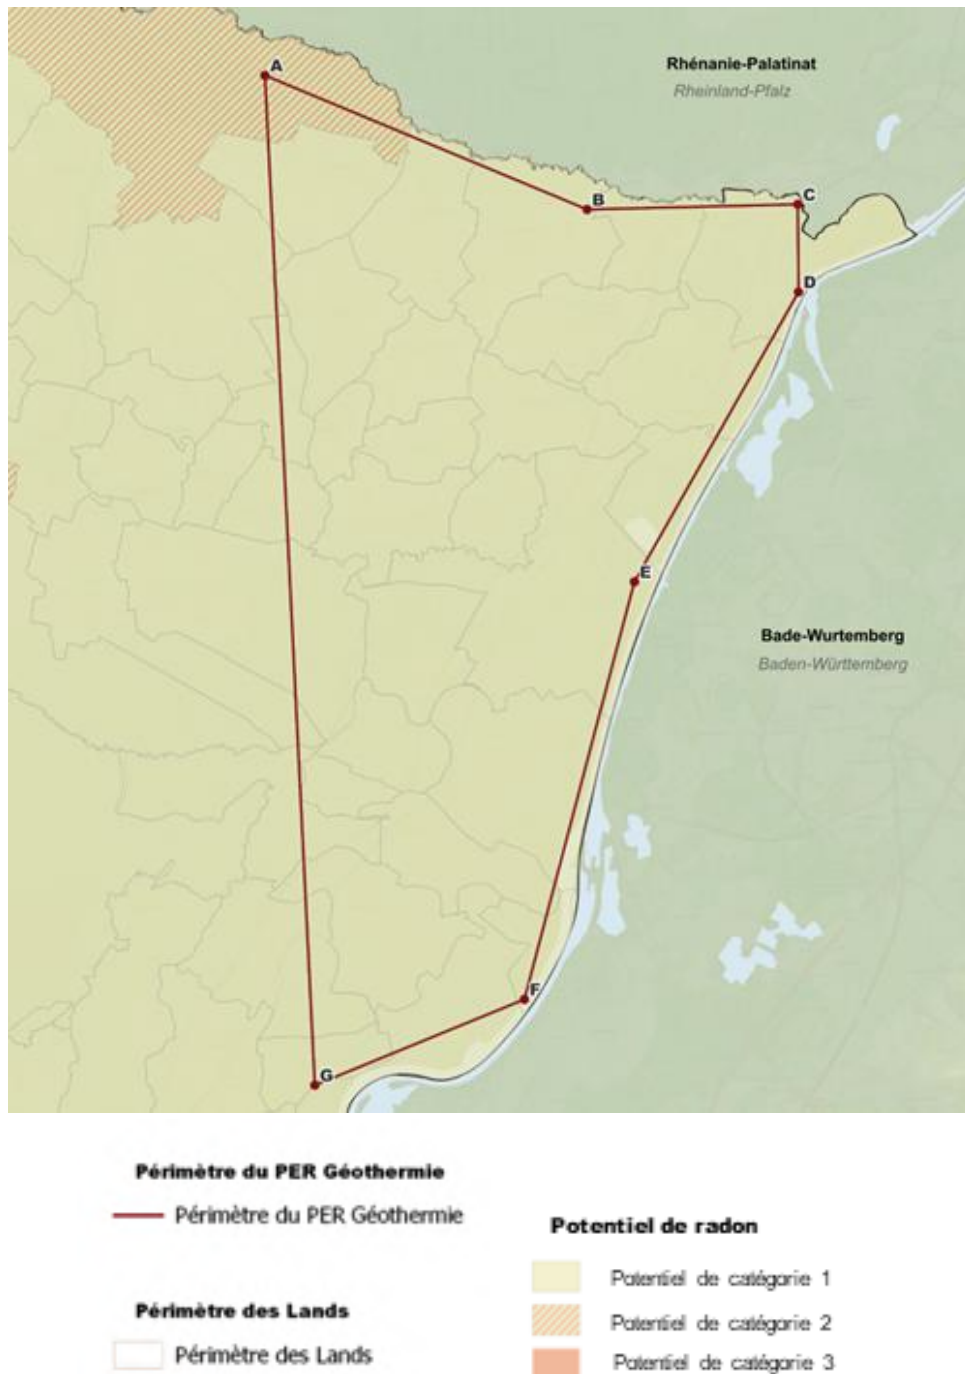 A
Rhénanie-Palatinat
Rheinland-Pfalz
B
C
D
E
Bade-Wurtemberg
Baden-Württemberg
F
G
Périmètre du PER Géothermie
Périmètre du PER Géothermie
Périmètre des Lands
Périmètre des Lands
Potentiel de radon
Potentiel de catégorie 1
Potentiel de catégorie 2
Potentiel de catégorie 3